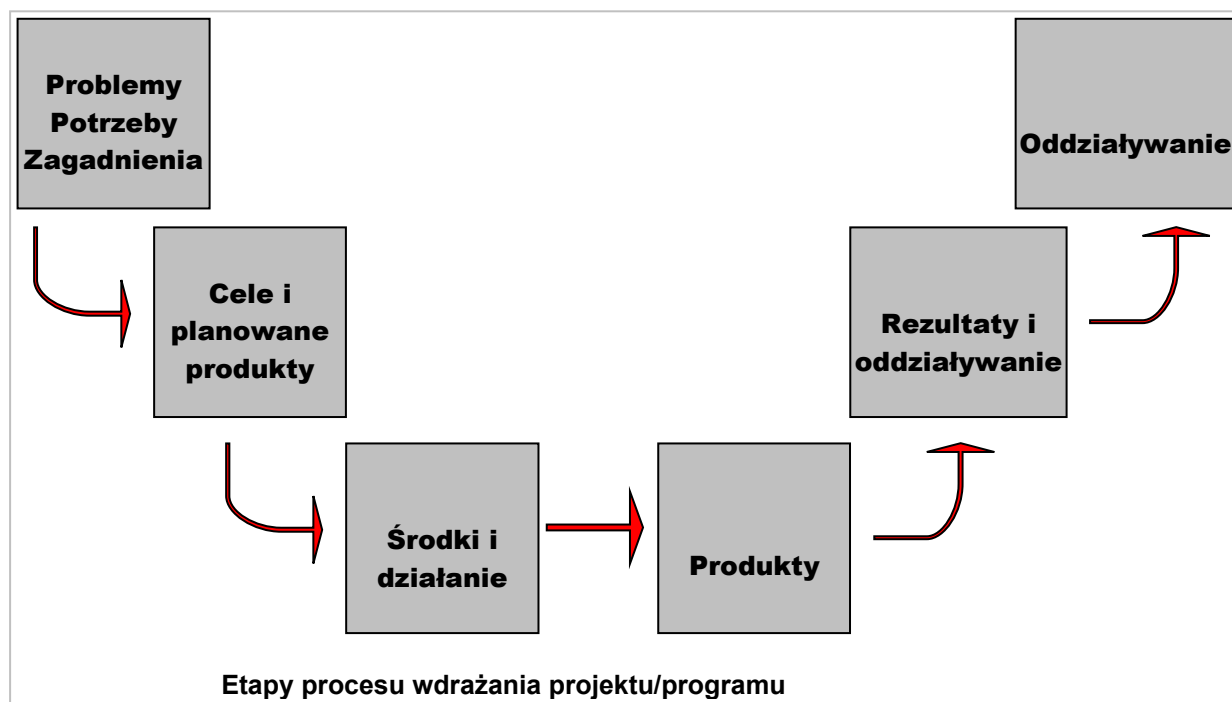 Problemy
Potrzeby
Zagadnienia
Cele i
planowane
produkty
Środki i
działanie
Produkty
Rezultaty i
oddziaływanie
Oddziaływanie
Etapy procesu wdrażania projektu/programu